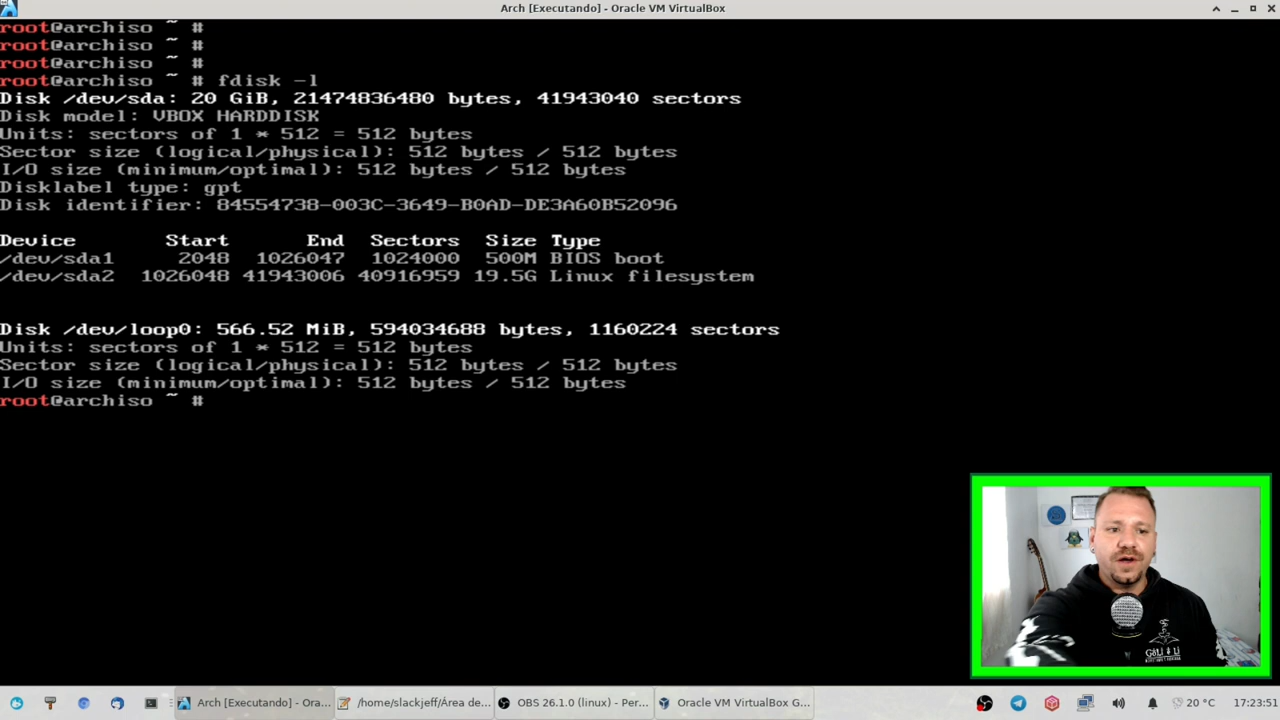 Arch [Executando] - Oracle VM VirtualBox
root@archiso ~ #
root@archiso ~ #
root@archiso ~ #
root@archiso ~ # fdisk -l
Disk /dev/sda: 20 GiB, 21474836480 bytes, 41943040 sectors
Disk model: VBOX HARDDISK
Units: sectors of 1 * 512 = 512 bytes
Sector size (logical/physical): 512 bytes / 512 bytes
I/O size (minimum/optimal): 512 bytes / 512 bytes
Disklabel type: gpt
Disk identifier: 84554738-003C-3649-B0AD-DE3A60B52096
Device Start End Sectors Size Type
/dev/sda1 2048 1026047 1024000 500M BIOS boot
/dev/sda2 1026048 41943006 40916959 19.5G Linux filesystem
Disk /dev/loop0: 566.52 MiB, 594034688 bytes, 1160224 sectors
Units: sectors of 1 * 512 = 512 bytes
Sector size (logical/physical): 512 bytes / 512 bytes
I/O size (minimum/optimal): 512 bytes / 512 bytes
root@archiso ~ #
Arch [Executando] - Ora... /home/slackjeff/Área de... OBS 26.1.0 (linux) - Per... Oracle VM VirtualBox G... 20 °C 17:23:51